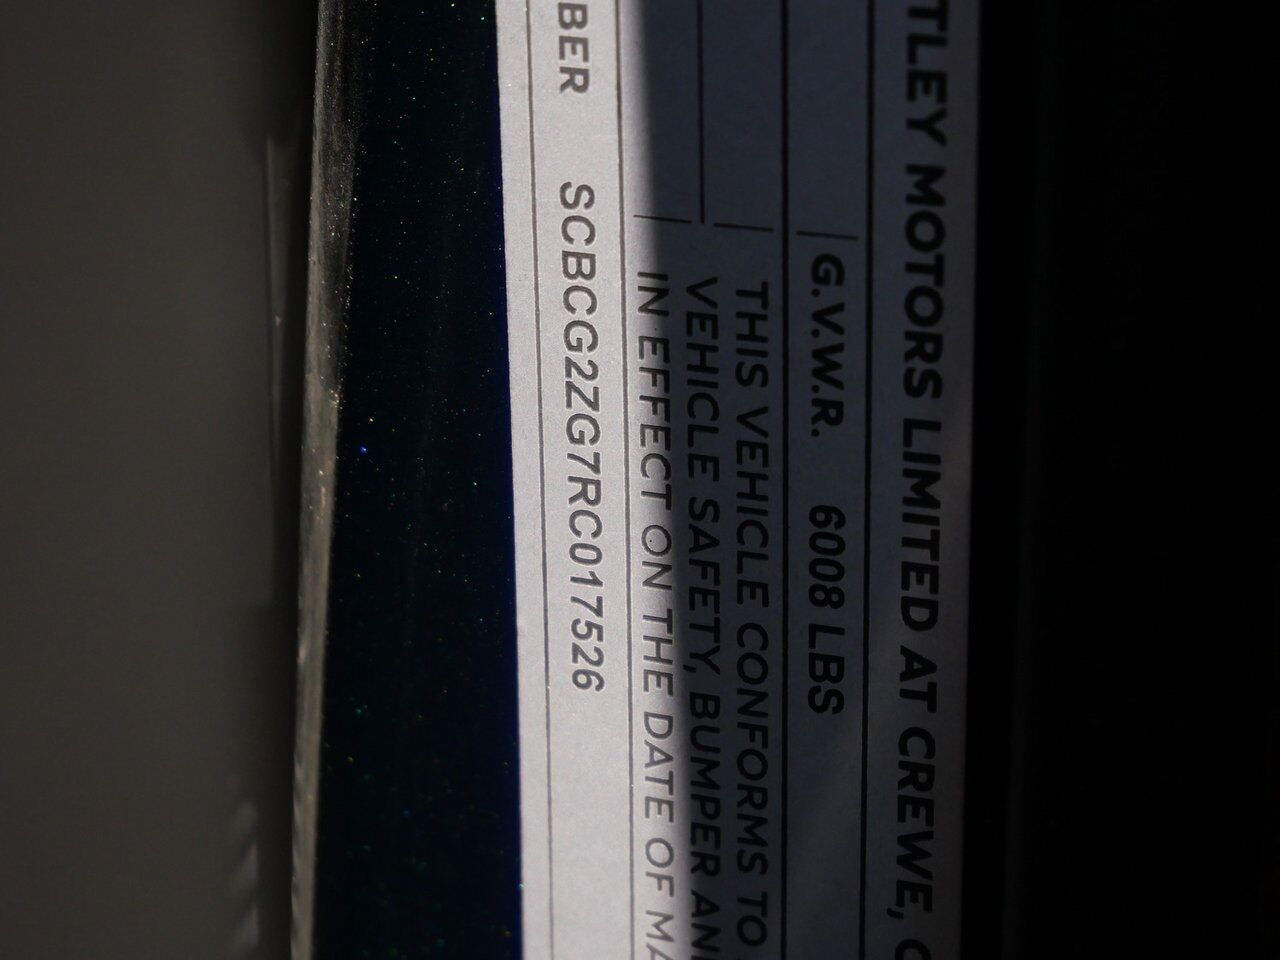 TLEY MOTORS LIMITED AT CREWE, C
G.V.W.R. 6008 LBS
THIS VEHICLE CONFORMS TO
VEHICLE SAFETY, BUMPER AN
IN EFFECT ON THE DATE OF MA
BER SCBCG2ZG7RC017526